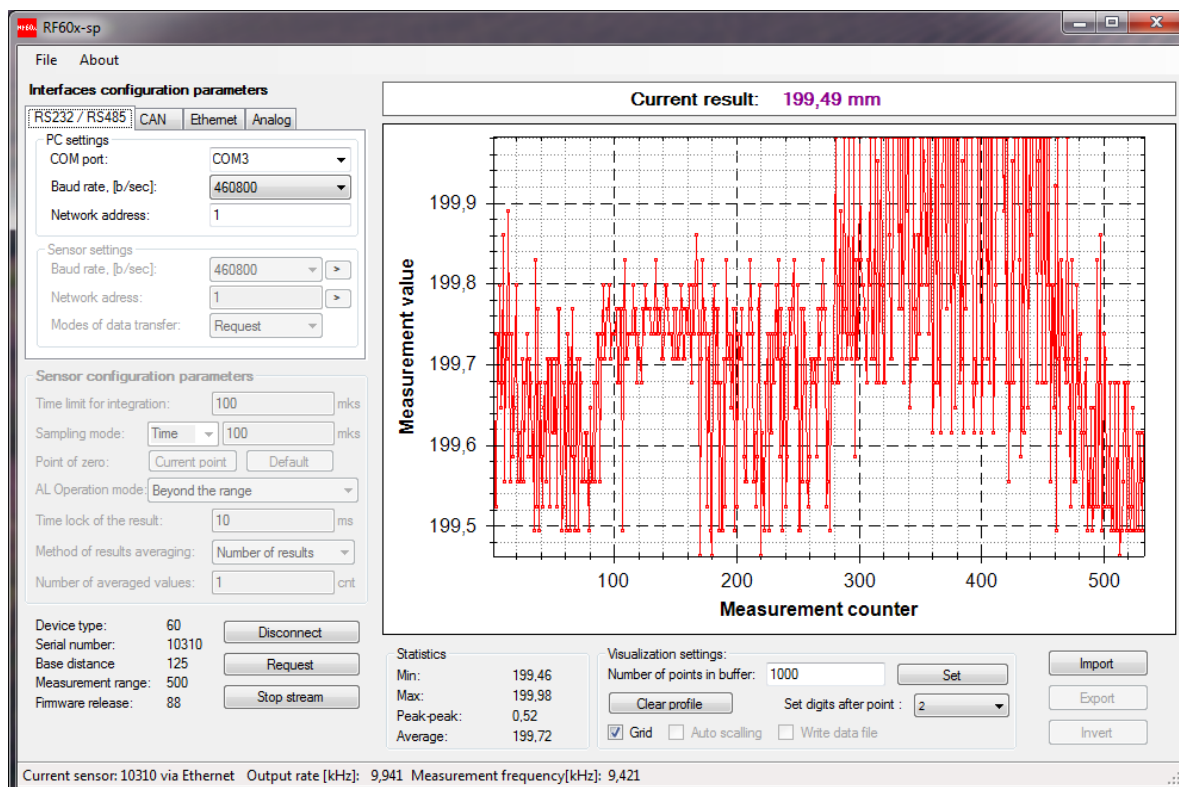 RF60x-sp
File About
Interfaces configuration parameters
RS232 / RS485 CAN Ethernet Analog
PC settings
COM port: COM3
Baud rate, [b/sec]: 460800
Network address: 1
Sensor settings
Baud rate, [b/sec]: 460800 >
Network adress: 1 >
Modes of data transfer: Request
Sensor configuration parameters
Time limit for integration: 100 mks
Sampling mode: Time 100 mks
Point of zero: Current point Default
AL Operation mode: Beyond the range
Time lock of the result: 10 ms
Method of results averaging: Number of results
Number of averaged values: 1 cnt
Device type: 60
Serial number: 10310
Base distance 125
Measurement range: 500
Firmware release: 88
Disconnect
Request
Stop stream
Current result: 199,49 mm
Measurement value
199,9
199,8
199,7
199,6
199,5
100 200 300 400 500
Measurement counter
Statistics
Min: 199,46
Max: 199,98
Peak-peak: 0,52
Average: 199,72
Visualization settings:
Number of points in buffer: 1000 Set
Clear profile Set digits after point : 2
Grid Auto scalling Write data file
Import
Export
Invert
Current sensor: 10310 via Ethernet Output rate [kHz]: 9,941 Measurement frequency[kHz]: 9,421